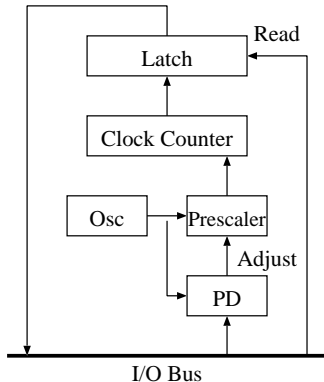 Read
Latch
Clock Counter
Osc
Prescaler
Adjust
PD
I/O Bus